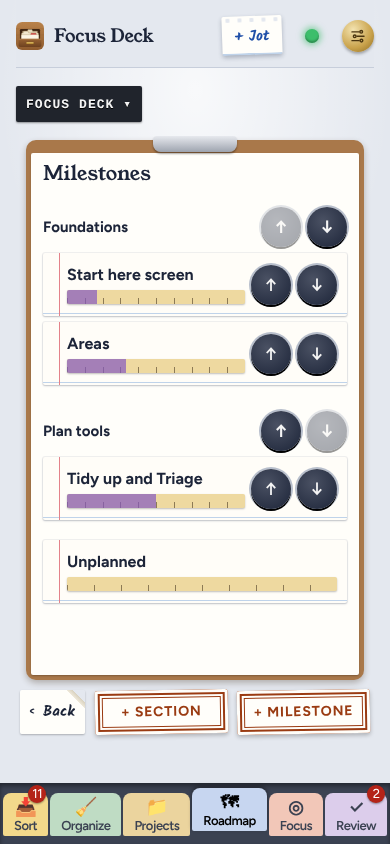 Focus Deck
+ Jot
FOCUS DECK ▾
Milestones
Foundations
↑ ↓
Start here screen
↑ ↓
Areas
↑ ↓
Plan tools
↑ ↓
Tidy up and Triage
↑ ↓
Unplanned
‹ Back
+ SECTION
+ MILESTONE
11
2
Sort
Organize
Projects
Roadmap
Focus
Review